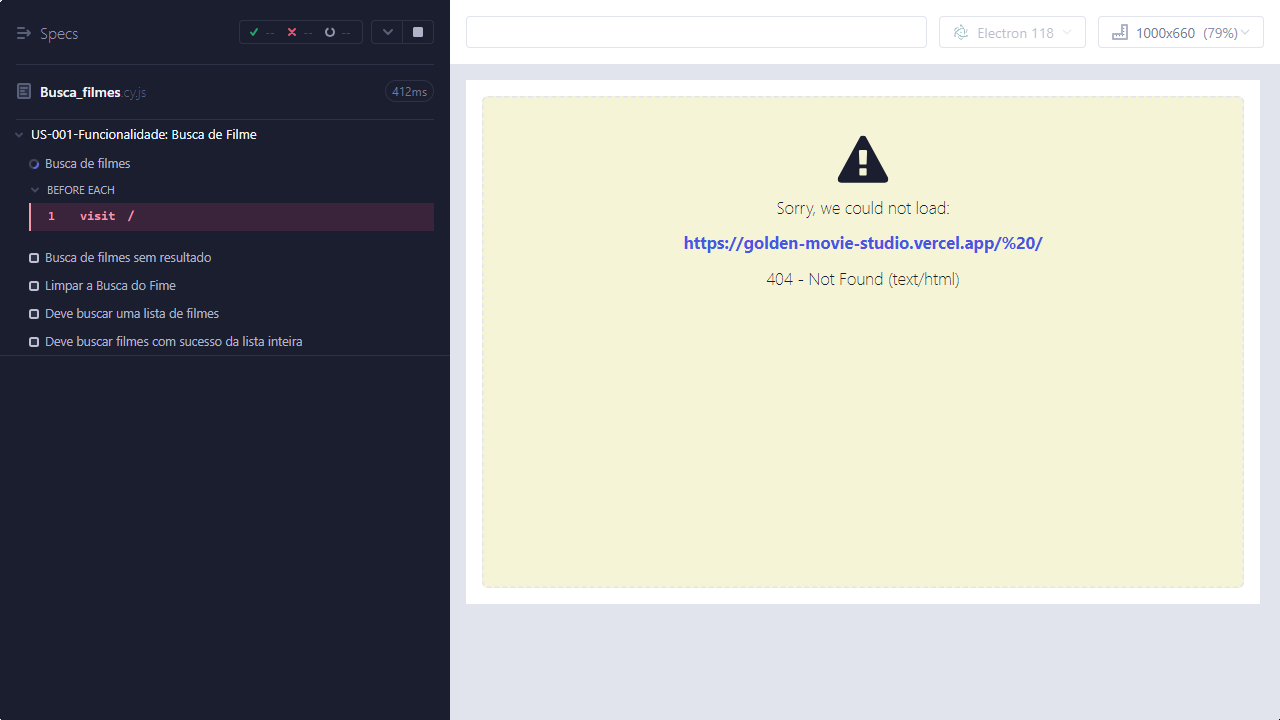 Specs
-- -- --
Busca_filmes.cy.js 412ms
US-001-Funcionalidade: Busca de Filme
Busca de filmes
BEFORE EACH
1 visit /
Busca de filmes sem resultado
Limpar a Busca do Fime
Deve buscar uma lista de filmes
Deve buscar filmes com sucesso da lista inteira
Electron 118
1000x660 (79%)
Sorry, we could not load:
https://golden-movie-studio.vercel.app/%20/
404 - Not Found (text/html)